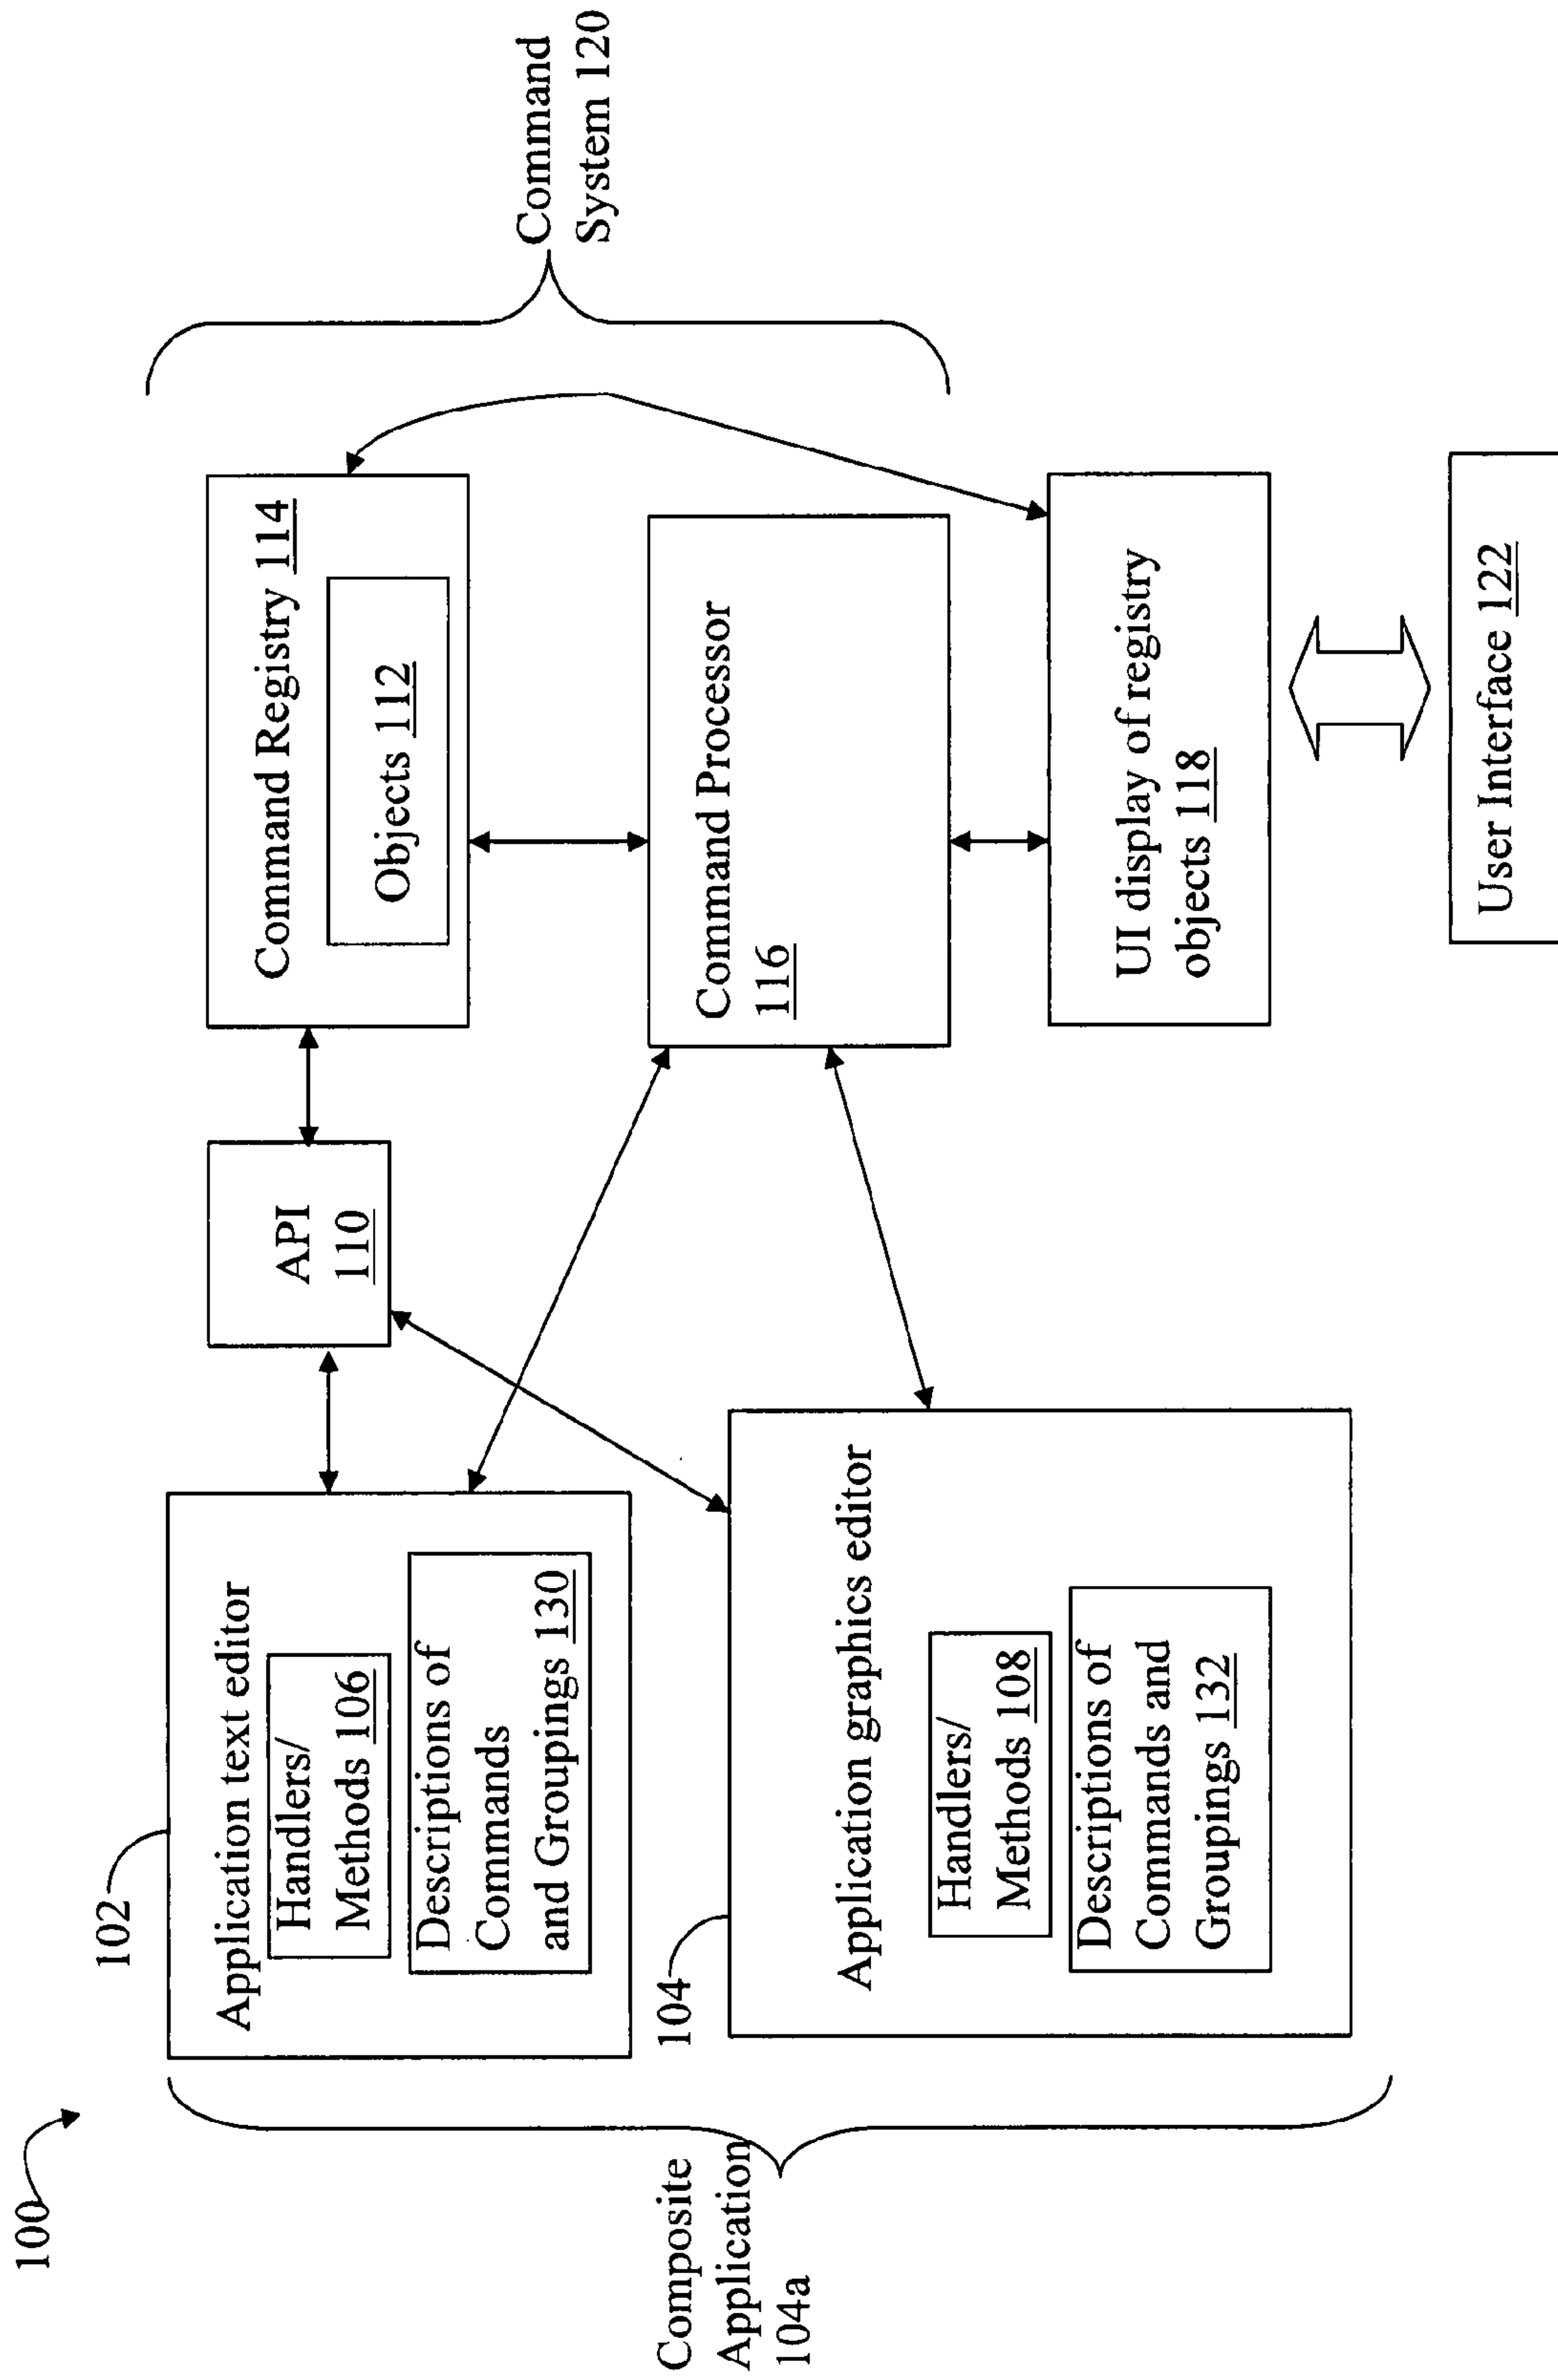 100
102
Application text editor
Handlers/
Methods 106
Descriptions of
Commands
and Groupings 130
Composite
Application
104a
104
Application graphics editor
Handlers/
Methods 108
Descriptions of
Commands and
Groupings 132
API
110
Command Registry 114
Objects 112
Command Processor
116
UI display of registry
objects 118
User Interface 122
Command
System 120